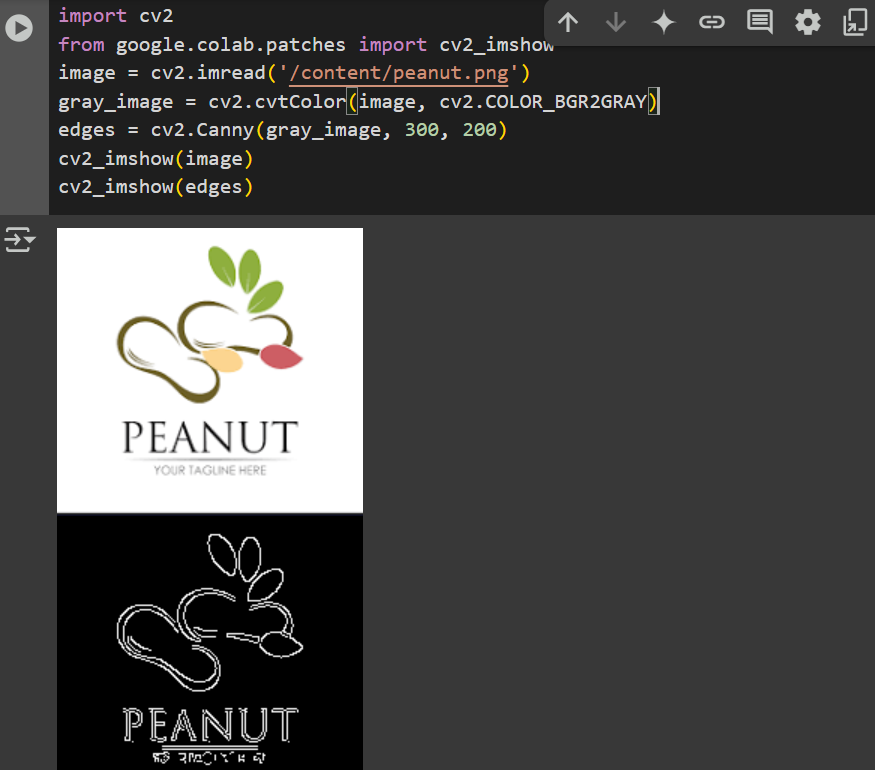 import cv2
from google.colab.patches import cv2_imshow
image = cv2.imread('/content/peanut.png')
gray_image = cv2.cvtColor(image, cv2.COLOR_BGR2GRAY)
edges = cv2.Canny(gray_image, 300, 200)
cv2_imshow(image)
cv2_imshow(edges)
PEANUT
YOUR TAGLINE HERE
PEANUT